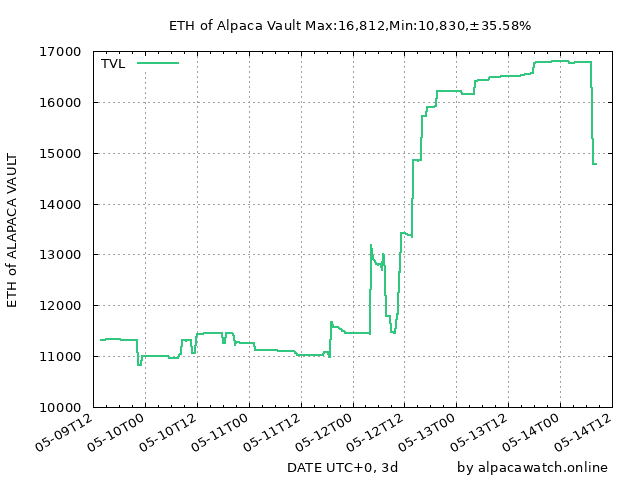 ETH of Alpaca Vault Max:16,812,Min:10,830,±35.58%
TVL
17000
16000
15000
14000
13000
12000
11000
10000
ETH of ALAPACA VAULT
05-09T12
05-10T00
05-10T12
05-11T00
05-11T12
05-12T00
05-12T12
05-13T00
05-13T12
05-14T00
05-14T12
DATE UTC+0, 3d
by alpacawatch.online